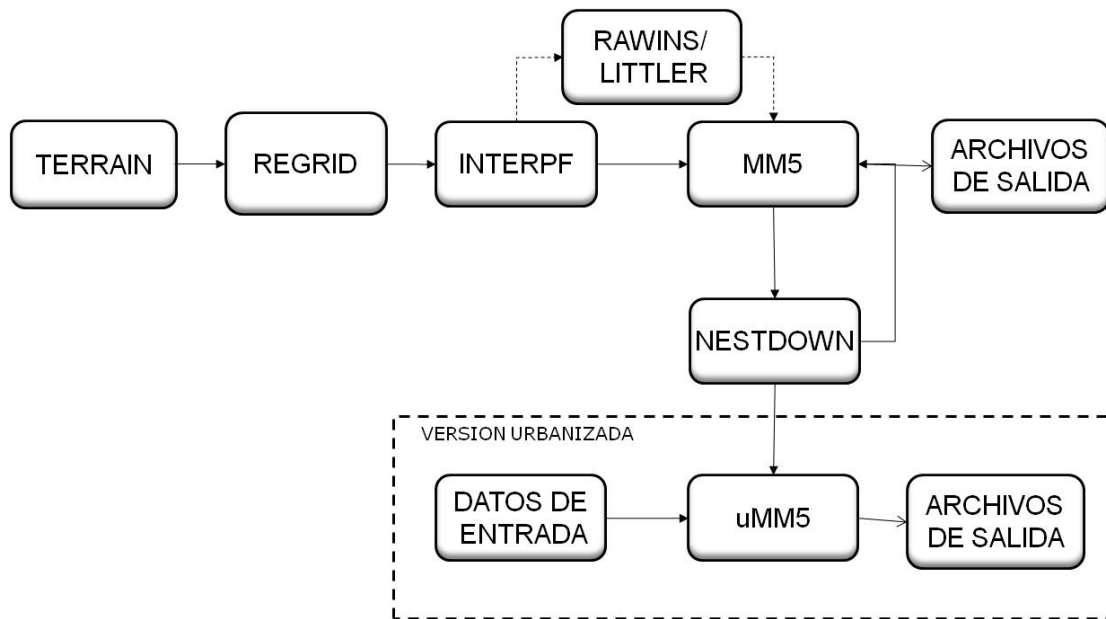 RAWINS/
LITTLER
TERRAIN
REGRID
INTERPF
MM5
ARCHIVOS
DE SALIDA
NESTDOWN
VERSION URBANIZADA
DATOS DE
ENTRADA
uMM5
ARCHIVOS
DE SALIDA